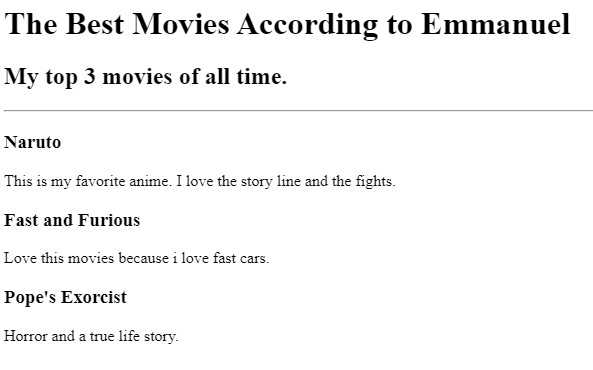 The Best Movies According to Emmanuel
My top 3 movies of all time.
Naruto
This is my favorite anime. I love the story line and the fights.
Fast and Furious
Love this movies because i love fast cars.
Pope's Exorcist
Horror and a true life story.